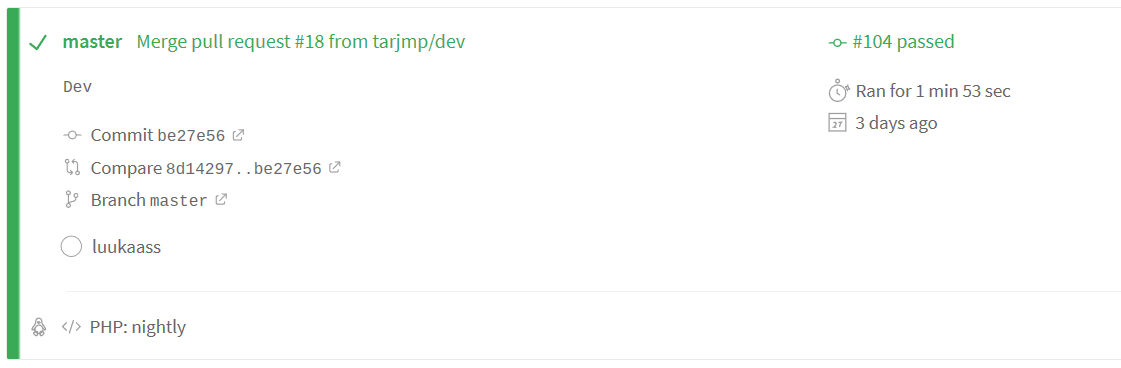 master Merge pull request #18 from tarjmp/dev
#104 passed
Dev
Ran for 1 min 53 sec
3 days ago
Commit be27e56
Compare 8d14297..be27e56
Branch master
luukaass
</> PHP: nightly